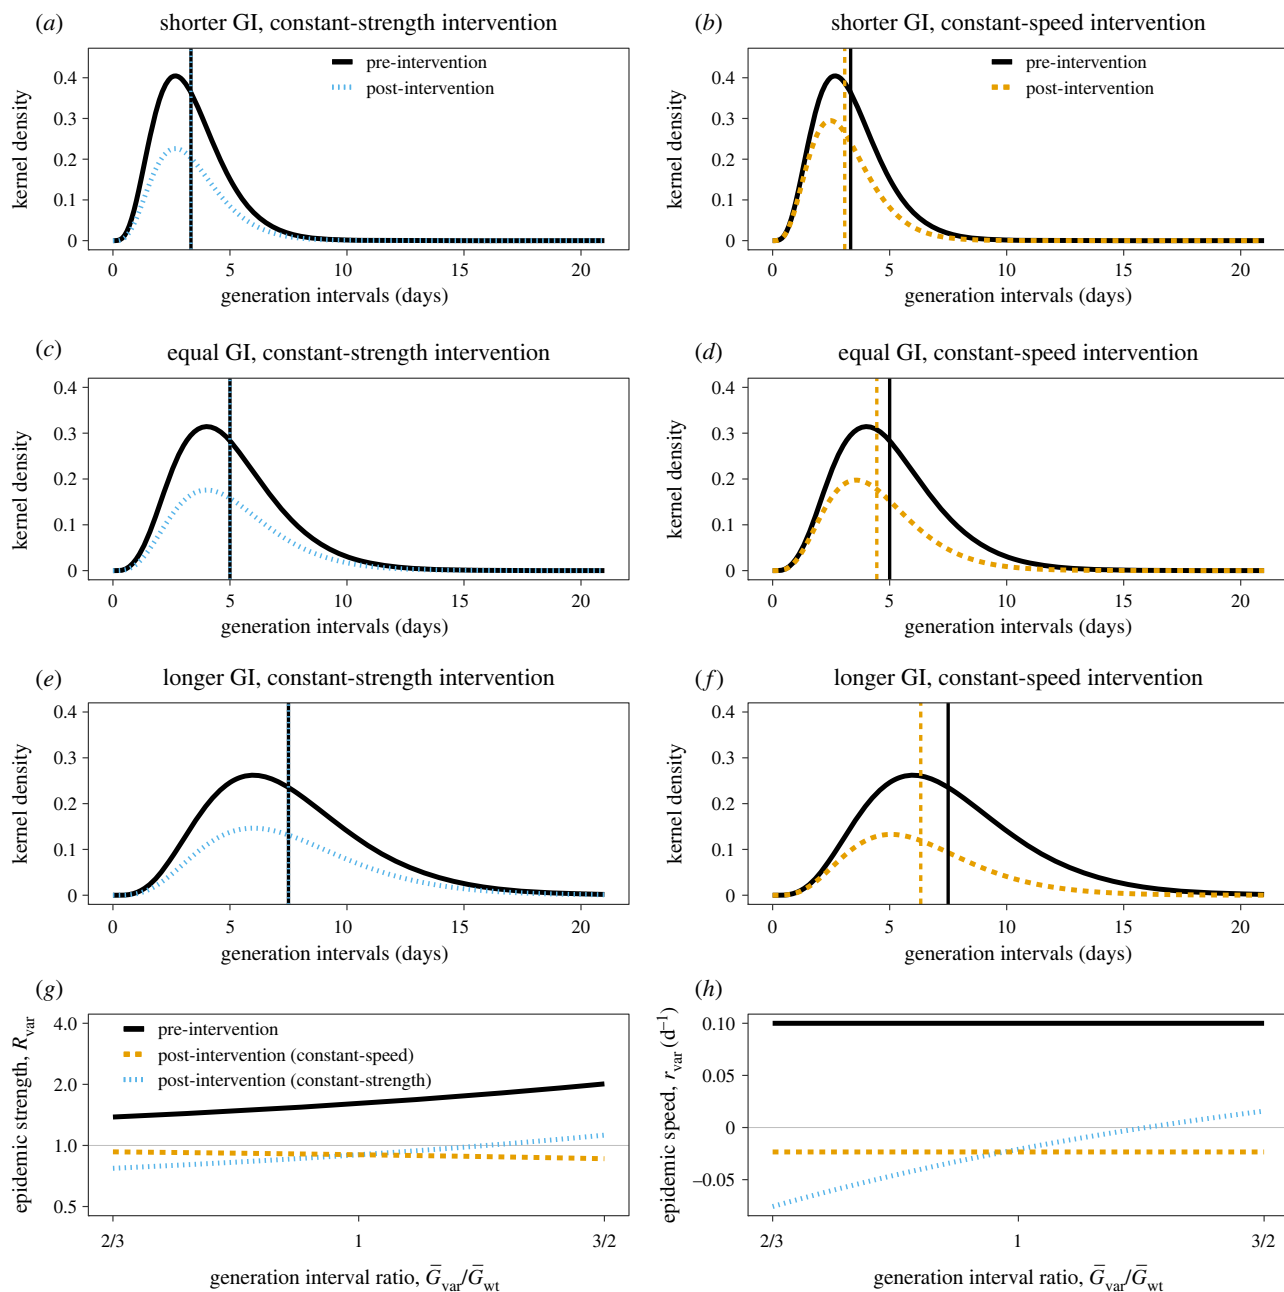 (a) shorter GI, constant-strength intervention
pre-intervention
post-intervention
kernel density
0.4
0.3
0.2
0.1
0
0 5 10 15 20
generation intervals (days)
(b) shorter GI, constant-speed intervention
pre-intervention
post-intervention
kernel density
0.4
0.3
0.2
0.1
0
0 5 10 15 20
generation intervals (days)
(c) equal GI, constant-strength intervention
kernel density
0.4
0.3
0.2
0.1
0
0 5 10 15 20
generation intervals (days)
(d) equal GI, constant-speed intervention
kernel density
0.4
0.3
0.2
0.1
0
0 5 10 15 20
generation intervals (days)
(e) longer GI, constant-strength intervention
kernel density
0.4
0.3
0.2
0.1
0
0 5 10 15 20
generation intervals (days)
(f) longer GI, constant-speed intervention
kernel density
0.4
0.3
0.2
0.1
0
0 5 10 15 20
generation intervals (days)
(g)
pre-intervention
post-intervention (constant-speed)
post-intervention (constant-strength)
epidemic strength, R_var
4.0
2.0
1.0
0.5
2/3 1 3/2
generation interval ratio, G̅_var/G̅_wt
(h)
epidemic speed, r_var (d⁻¹)
0.10
0.05
0
−0.05
2/3 1 3/2
generation interval ratio, G̅_var/G̅_wt